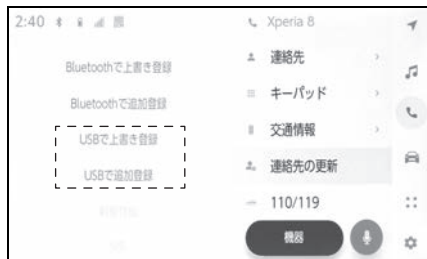 2:40
Bluetoothで上書き登録
Bluetoothで追加登録
USBで上書き登録
USBで追加登録
Xperia 8
連絡先
キーパッド
交通情報
連絡先の更新
110/119
機器